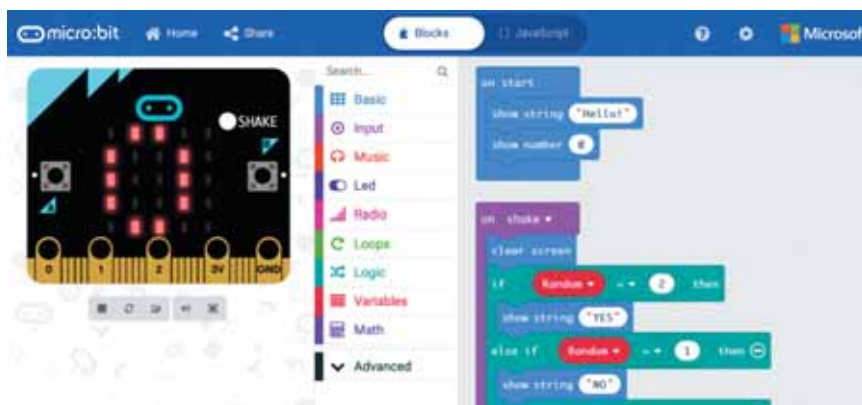 micro:bit Home Share Blocks {} JavaScript ? Microsof
Search...
Basic
Input
Music
Led
Radio
Loops
Logic
Variables
Math
Advanced
SHAKE
B
A
0 1 2 3V GND
on start
show string "Hello!"
show number 0
on shake
clear screen
if Random = 2 then
show string "YES"
else if Random = 1 then
show string "NO"